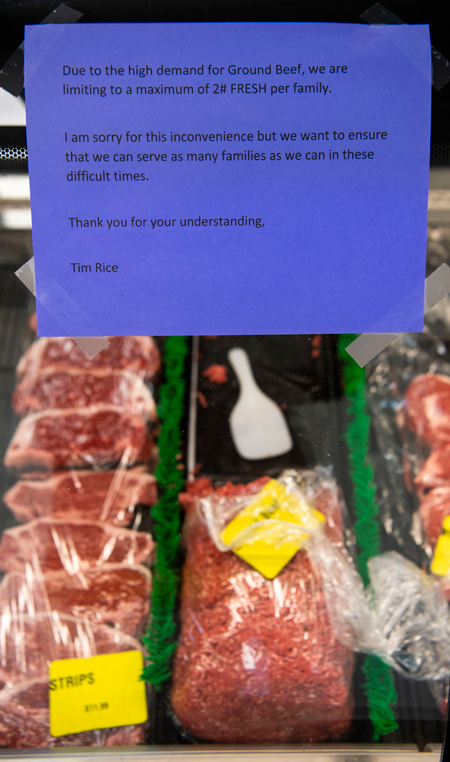 Due to the high demand for Ground Beef, we are
limiting to a maximum of 2# FRESH per family.
I am sorry for this inconvenience but we want to ensure
that we can serve as many families as we can in these
difficult times.
Thank you for your understanding,
Tim Rice
STRIPS
$11.99